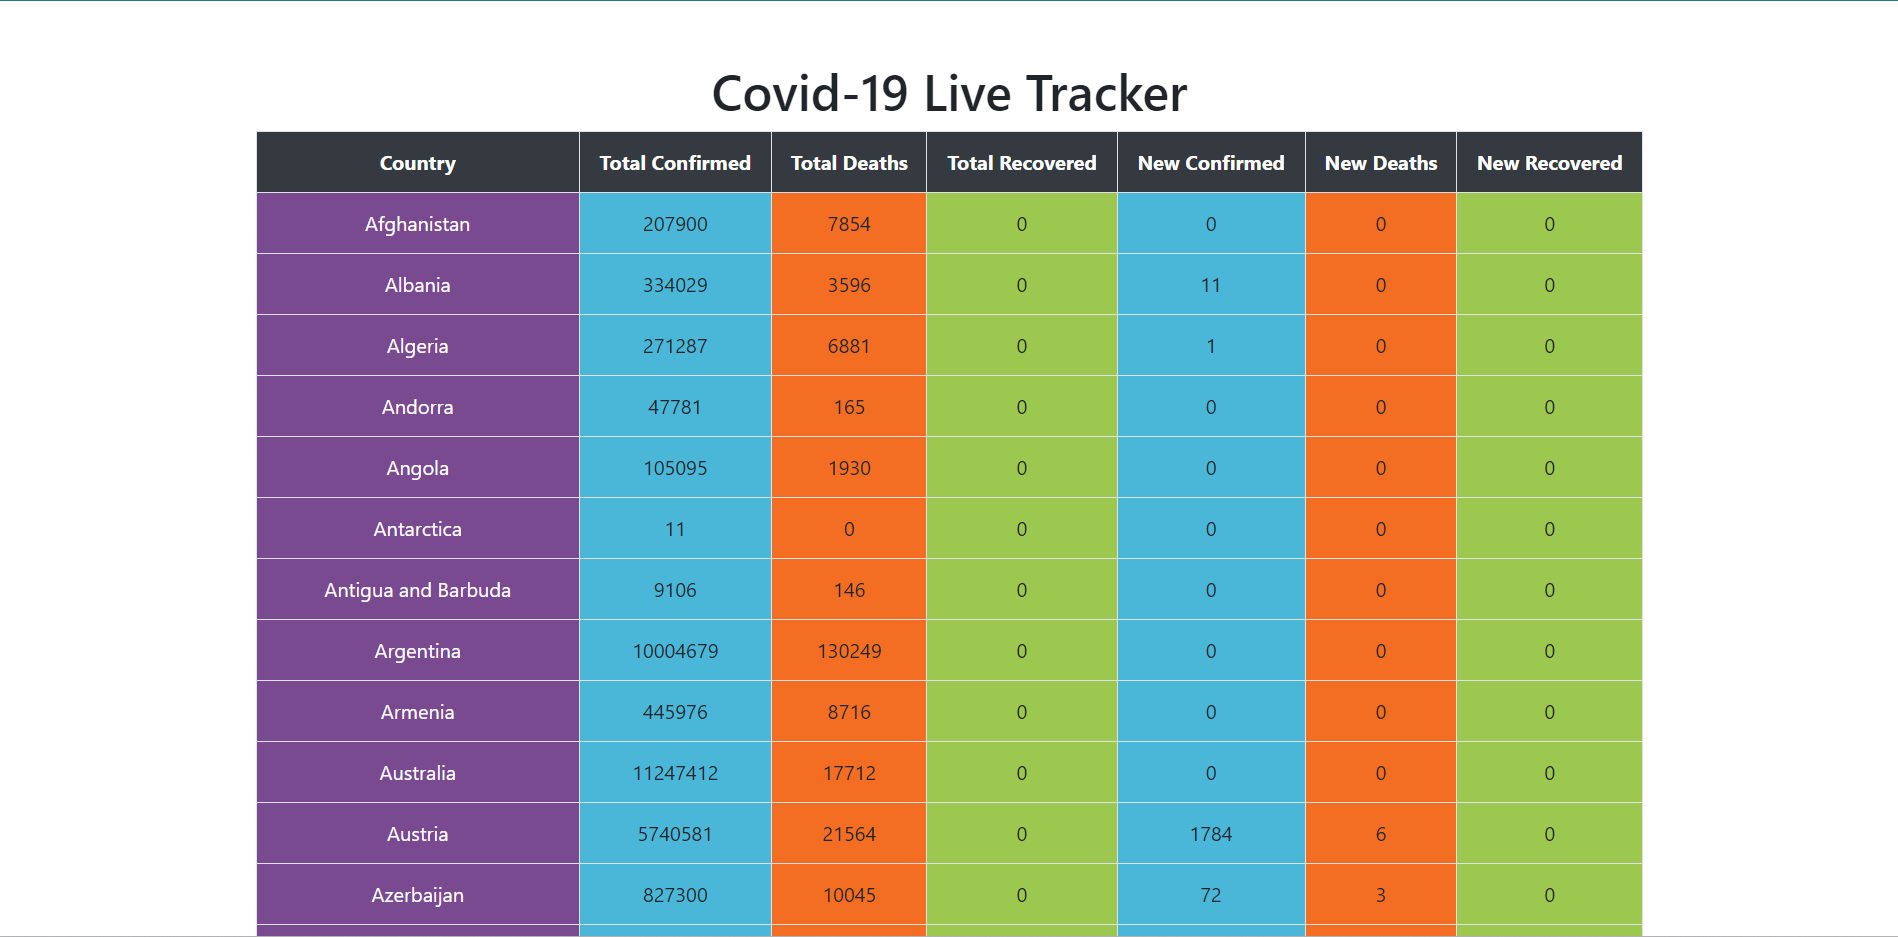 Covid-19 Live Tracker
Country Total Confirmed Total Deaths Total Recovered New Confirmed New Deaths New Recovered
Afghanistan 207900 7854 0 0 0 0
Albania 334029 3596 0 11 0 0
Algeria 271287 6881 0 1 0 0
Andorra 47781 165 0 0 0 0
Angola 105095 1930 0 0 0 0
Antarctica 11 0 0 0 0 0
Antigua and Barbuda 9106 146 0 0 0 0
Argentina 10004679 130249 0 0 0 0
Armenia 445976 8716 0 0 0 0
Australia 11247412 17712 0 0 0 0
Austria 5740581 21564 0 1784 6 0
Azerbaijan 827300 10045 0 72 3 0